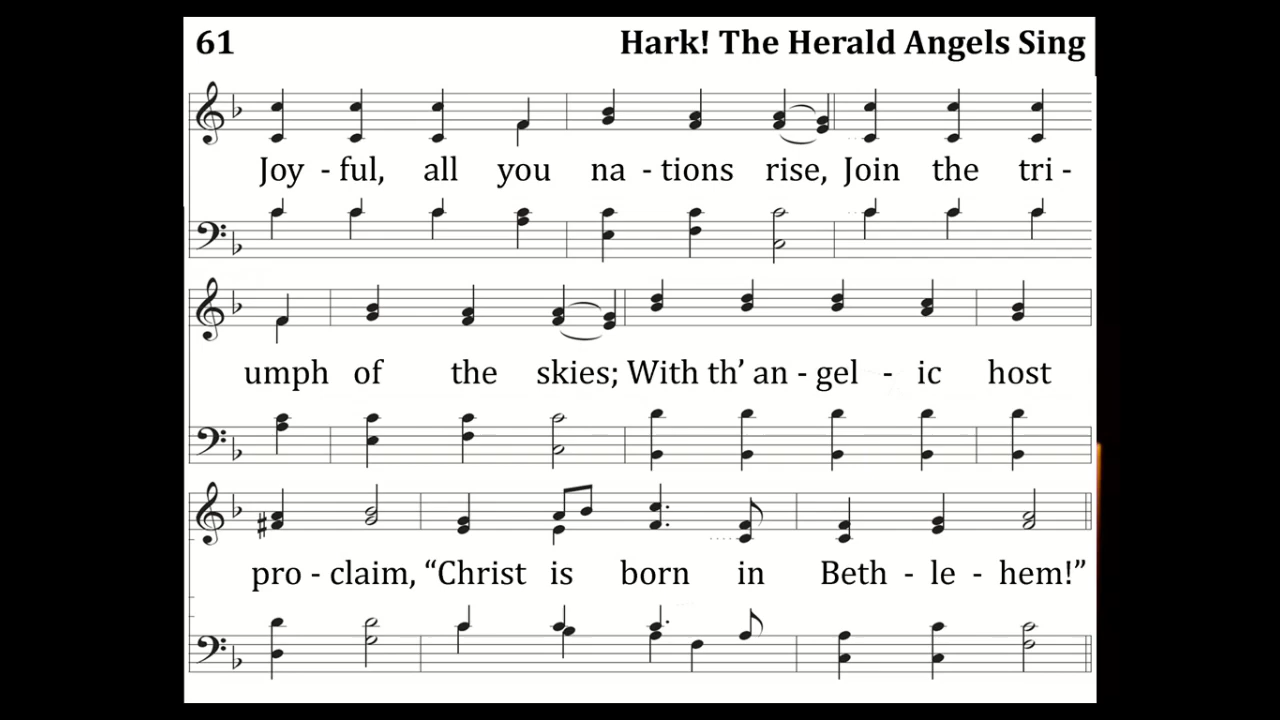 61 Hark! The Herald Angels Sing
Joy - ful, all you na - tions rise, Join the tri -
umph of the skies; With th’ an - gel - ic host
pro - claim, “Christ is born in Beth - le - hem!”